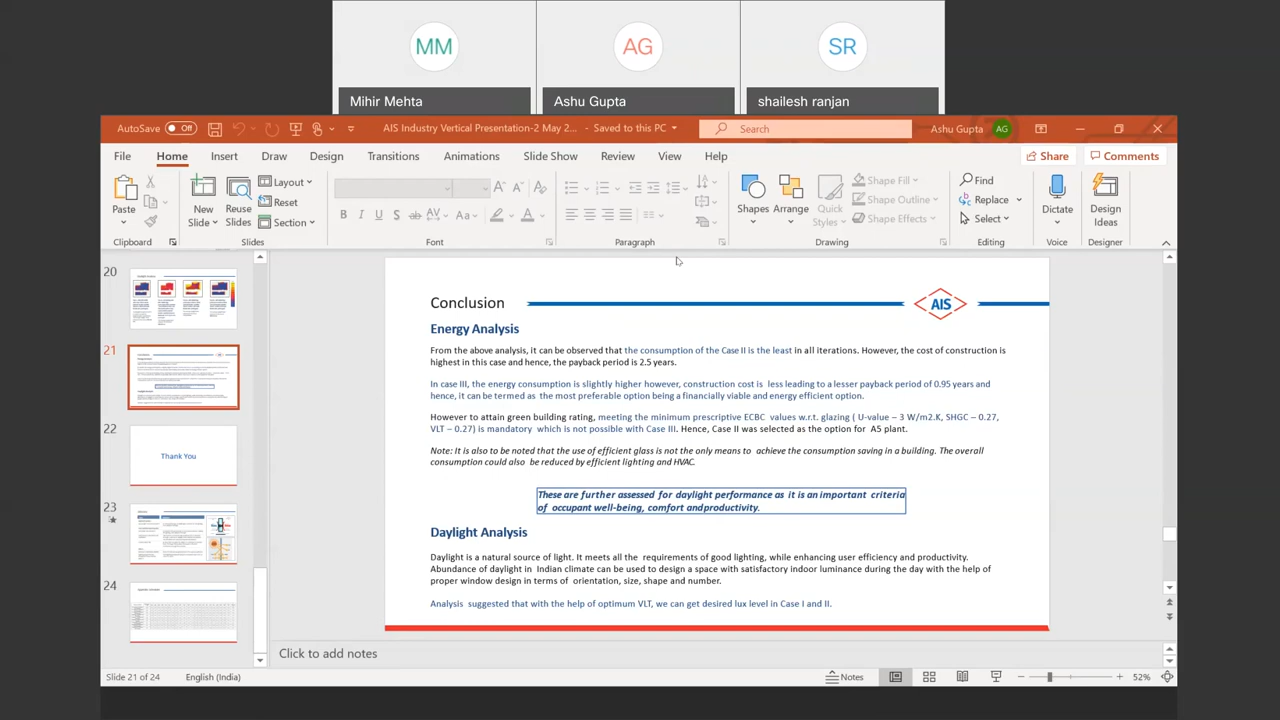 MM
AG
SR
Mihir Mehta
Ashu Gupta
shailesh ranjan
AutoSave Off
AIS Industry Vertical Presentation-2 May 2... - Saved to this PC
Search
Ashu Gupta AG
File Home Insert Draw Design Transitions Animations Slide Show Review View Help
Share Comments
Paste
New Slide
Reuse Slides
Layout
Reset
Section
B I U S ab AV Aa A
Shapes
Arrange
Quick Styles
Shape Fill
Shape Outline
Shape Effects
Find
Replace
Select
Dictate
Design Ideas
Clipboard Slides Font Paragraph Drawing Editing Voice Designer
20
21
22
Thank You
23
24
Conclusion
AIS
Energy Analysis
From the above analysis, it can be observed that the consumption of the Case II is the least in all iterations. However, the cost of construction is
highest in this case and hence, the payback period is 2.5 years.
In case III, the energy consumption is slightly higher however, construction cost is less leading to a lesser payback period of 0.95 years and
hence, it can be termed as the most preferable option being a financially viable and energy efficient option.
However to attain green building rating, meeting the minimum prescriptive ECBC values w.r.t. glazing ( U-value – 3 W/m2.K, SHGC – 0.27,
VLT – 0.27) is mandatory which is not possible with Case III. Hence, Case II was selected as the option for A5 plant.
Note: It is also to be noted that the use of efficient glass is not the only means to achieve the consumption saving in a building. The overall
consumption could also be reduced by efficient lighting and HVAC.
These are further assessed for daylight performance as it is an important criteria
of occupant well-being, comfort andproductivity.
Daylight Analysis
Daylight is a natural source of light. It meets all the requirements of good lighting, while enhancing user efficiency and productivity.
Abundance of daylight in Indian climate can be used to design a space with satisfactory indoor luminance during the day with the help of
proper window design in terms of orientation, size, shape and number.
Analysis suggested that with the help of optimum VLT, we can get desired lux level in Case I and II.
Click to add notes
Slide 21 of 24 English (India)
Notes
52%